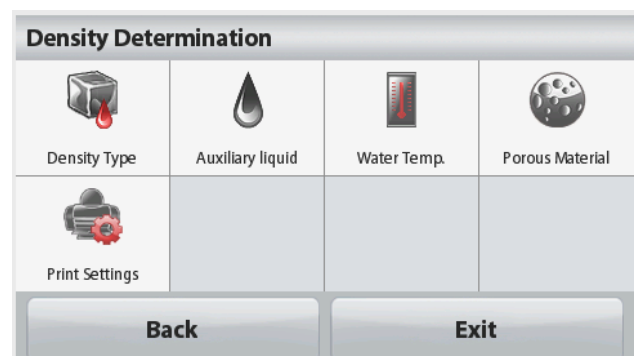 Density Determination
Density Type
Auxiliary liquid
Water Temp.
Porous Material
Print Settings
Back
Exit